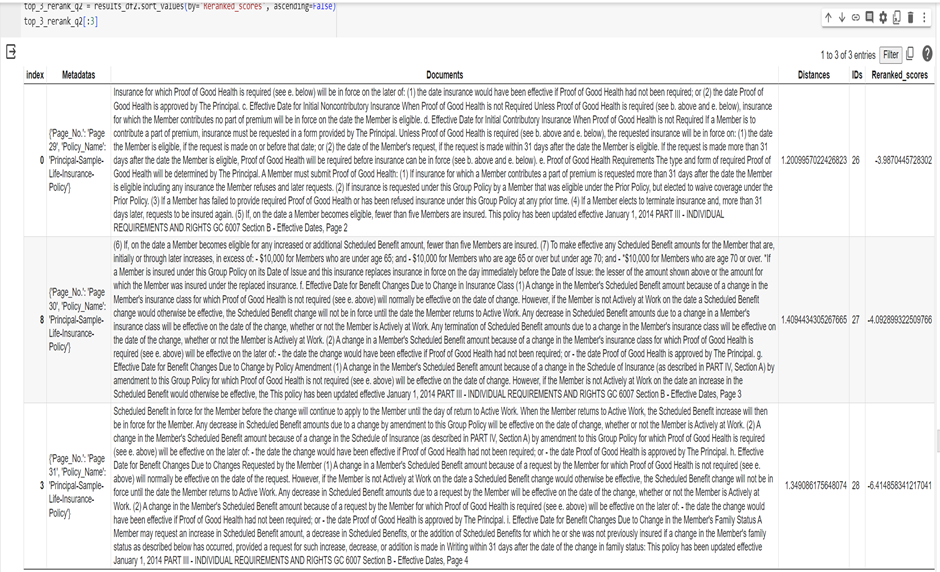 top_3_rerank_q2 = results_df2.sort_values(by='Reranked_scores', ascending=False)
top_3_rerank_q2[:3]
1 to 3 of 3 entries Filter
index Metadatas Documents Distances IDs Reranked_scores
0
{'Page_No.': 'Page
29', 'Policy_Name':
'Principal-Sample-
Life-Insurance-
Policy'}
Insurance for which Proof of Good Health is required (see e. below) will be in force on the later of: (1) the date insurance would have been effective if Proof of Good Health had not been required; or (2) the date Proof of
Good Health is approved by The Principal. c. Effective Date for Initial Noncontributory Insurance When Proof of Good Health is not Required Unless Proof of Good Health is required (see b. above and e. below), insurance
for which the Member contributes no part of premium will be in force on the date the Member is eligible. d. Effective Date for Initial Contributory Insurance When Proof of Good Health is not Required If a Member is to
contribute a part of premium, insurance must be requested in a form provided by The Principal. Unless Proof of Good Health is required (see b. above and e. below), the requested insurance will be in force on: (1) the date
the Member is eligible, if the request is made on or before that date; or (2) the date of the Member's request, if the request is made within 31 days after the date the Member is eligible. If the request is made more than 31
days after the date the Member is eligible, Proof of Good Health will be required before insurance can be in force (see b. above and e. below). e. Proof of Good Health Requirements The type and form of required Proof of
Good Health will be determined by The Principal. A Member must submit Proof of Good Health: (1) If insurance for which a Member contributes a part of premium is requested more than 31 days after the date the Member
is eligible including any insurance the Member refuses and later requests. (2) If insurance is requested under this Group Policy by a Member that was eligible under the Prior Policy, but elected to waive coverage under the
Prior Policy. (3) If a Member has failed to provide required Proof of Good Health or has been refused insurance under this Group Policy at any prior time. (4) If a Member elects to terminate insurance and, more than 31
days later, requests to be insured again. (5) If, on the date a Member becomes eligible, fewer than five Members are insured. This policy has been updated effective January 1, 2014 PART III - INDIVIDUAL
REQUIREMENTS AND RIGHTS GC 6007 Section B - Effective Dates, Page 2
1.2009957022426823 26 -3.9870445728302
8
{'Page_No.': 'Page
30', 'Policy_Name':
'Principal-Sample-
Life-Insurance-
Policy'}
(6) If, on the date a Member becomes eligible for any increased or additional Scheduled Benefit amount, fewer than five Members are insured. (7) To make effective any Scheduled Benefit amounts for the Member that are,
initially or through later increases, in excess of: - $10,000 for Members who are under age 65; and - $10,000 for Members who are age 65 or over but under age 70; and - *$10,000 for Members who are age 70 or over. *If
a Member is insured under this Group Policy on its Date of Issue and this insurance replaces insurance in force on the day immediately before the Date of Issue: the lesser of the amount shown above or the amount for
which the Member was insured under the replaced insurance. f. Effective Date for Benefit Changes Due to Change in Insurance Class (1) A change in the Member's Scheduled Benefit amount because of a change in the
Member's insurance class for which Proof of Good Health is not required (see e. above) will normally be effective on the date of change. However, if the Member is not Actively at Work on the date a Scheduled Benefit
change would otherwise be effective, the Scheduled Benefit change will not be in force until the date the Member returns to Active Work. Any decrease in Scheduled Benefit amounts due to a change in a Member's
insurance class will be effective on the date of the change, whether or not the Member is Actively at Work. Any termination of Scheduled Benefit amounts due to a change in the Member's insurance class will be effective on
the date of the change, whether or not the Member is Actively at Work. (2) A change in the Member's Scheduled Benefit amount because of a change in the Member's insurance class for which Proof of Good Health is
required (see e. above) will be effective on the later of: - the date the change would have been effective if Proof of Good Health had not been required; or - the date Proof of Good Health is approved by The Principal. g.
Effective Date for Benefit Changes Due to Change by Policy Amendment (1) A change in the Member's Scheduled Benefit amount because of a change in the Schedule of Insurance (as described in PART IV, Section A) by
amendment to this Group Policy for which Proof of Good Health is not required (see e. above) will be effective on the date of change. However, if the Member is not Actively at Work on the date an increase in the
Scheduled Benefit would otherwise be effective, the This policy has been updated effective January 1, 2014 PART III - INDIVIDUAL REQUIREMENTS AND RIGHTS GC 6007 Section B - Effective Dates, Page 3
1.4094434305267665 27 -4.092899322509766
3
{'Page_No.': 'Page
31', 'Policy_Name':
'Principal-Sample-
Life-Insurance-
Policy'}
Scheduled Benefit in force for the Member before the change will continue to apply to the Member until the day of return to Active Work. When the Member returns to Active Work, the Scheduled Benefit increase will then
be in force for the Member. Any decrease in Scheduled Benefit amounts due to a change by amendment to this Group Policy will be effective on the date of change, whether or not the Member is Actively at Work. (2) A
change in the Member's Scheduled Benefit amount because of a change in the Schedule of Insurance (as described in PART IV, Section A) by amendment to this Group Policy for which Proof of Good Health is required
(see e. above) will be effective on the later of: - the date the change would have been effective if Proof of Good Health had not been required; or - the date Proof of Good Health is approved by The Principal. h. Effective
Date for Benefit Changes Due to Changes Requested by the Member (1) A change in a Member's Scheduled Benefit amount because of a request by the Member for which Proof of Good Health is not required (see e.
above) will normally be effective on the date of the request. However, if the Member is not Actively at Work on the date a Scheduled Benefit change would otherwise be effective, the Scheduled Benefit change will not be in
force until the date the Member returns to Active Work. Any decrease in Scheduled Benefit amounts due to a request by the Member will be effective on the date of the change, whether or not the Member is Actively at
Work. (2) A change in the Member's Scheduled Benefit amount because of a request by the Member for which Proof of Good Health is required (see e. above) will be effective on the later of: - the date the change would
have been effective if Proof of Good Health had not been required; or - the date Proof of Good Health is approved by The Principal. i. Effective Date for Benefit Changes Due to Change in the Member's Family Status A
Member may request an increase in Scheduled Benefit amount, a decrease in Scheduled Benefits, or the addition of Scheduled Benefits for which he or she was not previously insured if a change in the Member's family
status as described below has occurred, provided a request for such increase, decrease, or addition is made in Writing within 31 days after the date of the change in family status: This policy has been updated effective
January 1, 2014 PART III - INDIVIDUAL REQUIREMENTS AND RIGHTS GC 6007 Section B - Effective Dates, Page 4
1.349086175648074 28 -6.414858341217041